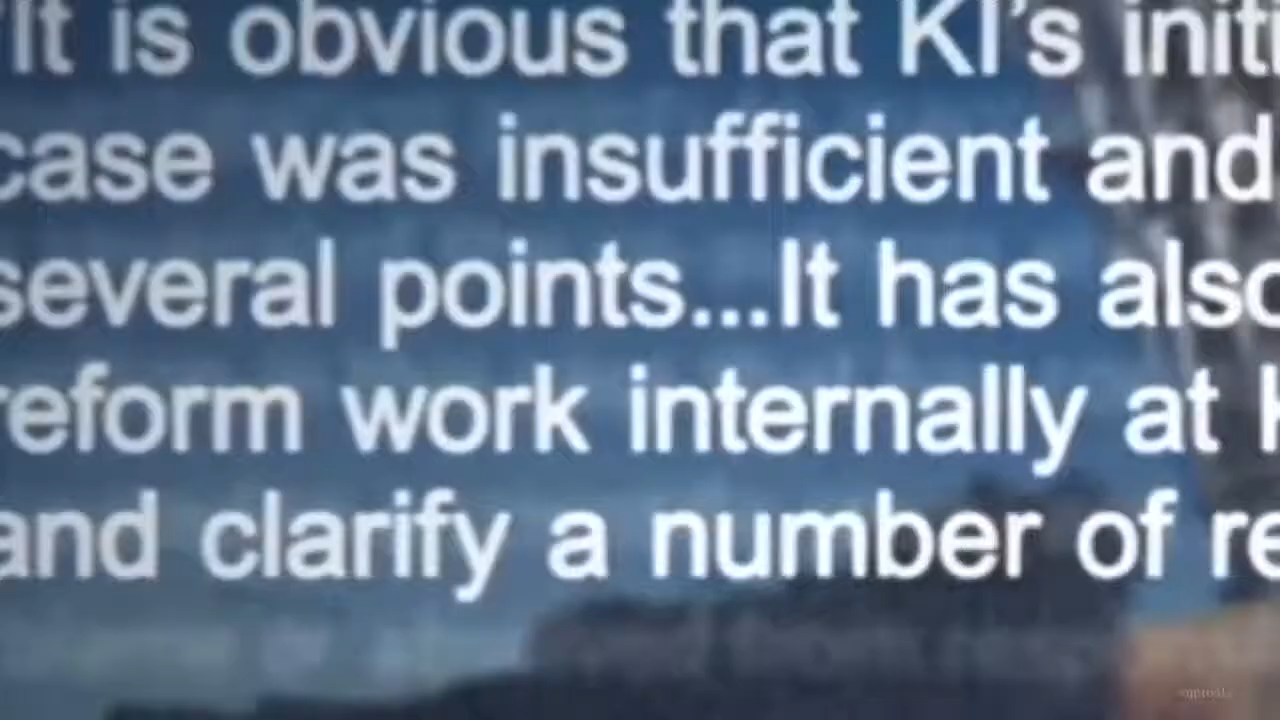 "It is obvious that KI's initi
case was insufficient and
several points...It has also
reform work internally at
and clarify a number of re